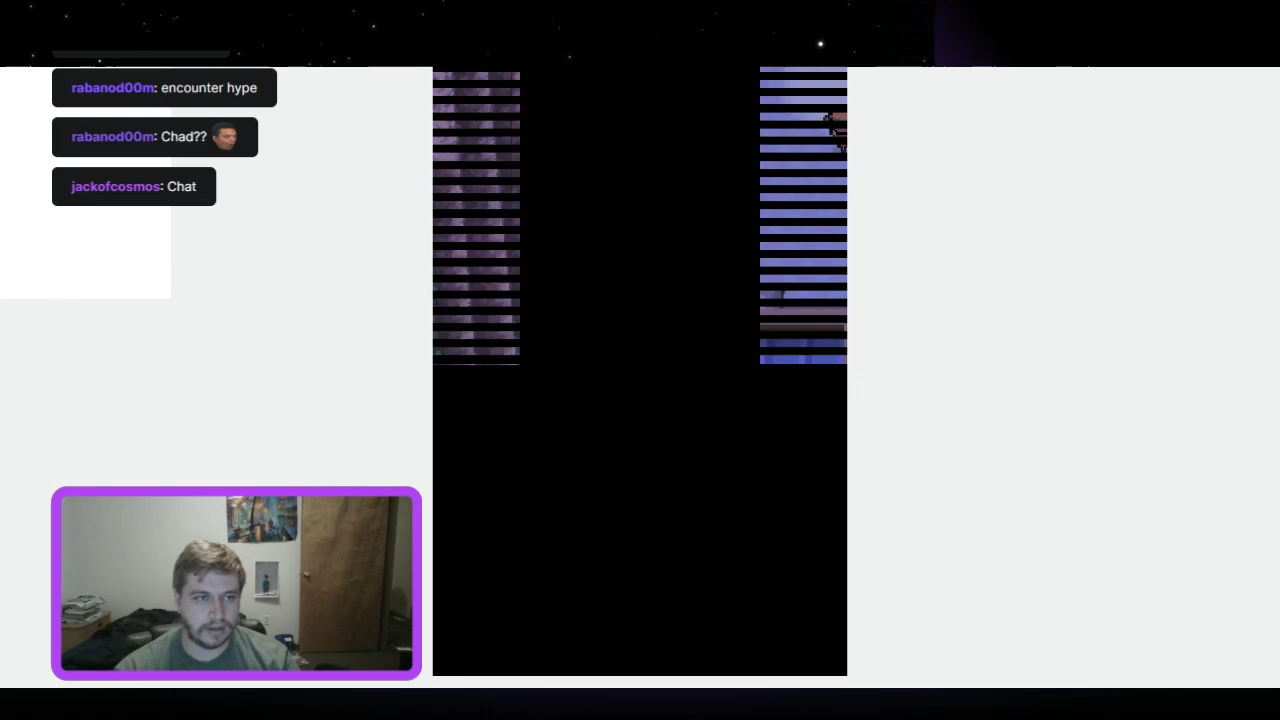 rabanod00m: encounter hype
rabanod00m: Chad??
jackofcosmos: Chat